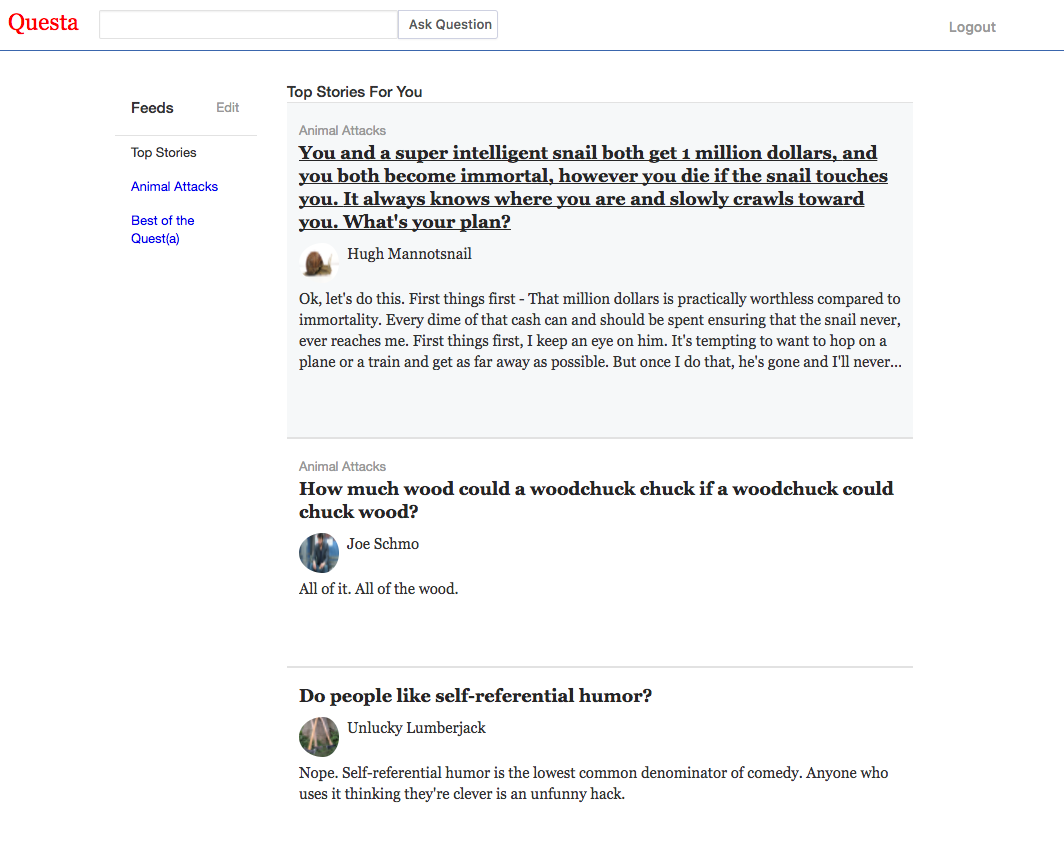 Questa
Ask Question
Logout
Feeds
Edit
Top Stories
Animal Attacks
Best of the
Quest(a)
Top Stories For You
Animal Attacks
You and a super intelligent snail both get 1 million dollars, and
you both become immortal, however you die if the snail touches
you. It always knows where you are and slowly crawls toward
you. What's your plan?
Hugh Mannotsnail
Ok, let's do this. First things first - That million dollars is practically worthless compared to
immortality. Every dime of that cash can and should be spent ensuring that the snail never,
ever reaches me. First things first, I keep an eye on him. It's tempting to want to hop on a
plane or a train and get as far away as possible. But once I do that, he's gone and I'll never...
Animal Attacks
How much wood could a woodchuck chuck if a woodchuck could
chuck wood?
Joe Schmo
All of it. All of the wood.
Do people like self-referential humor?
Unlucky Lumberjack
Nope. Self-referential humor is the lowest common denominator of comedy. Anyone who
uses it thinking they're clever is an unfunny hack.